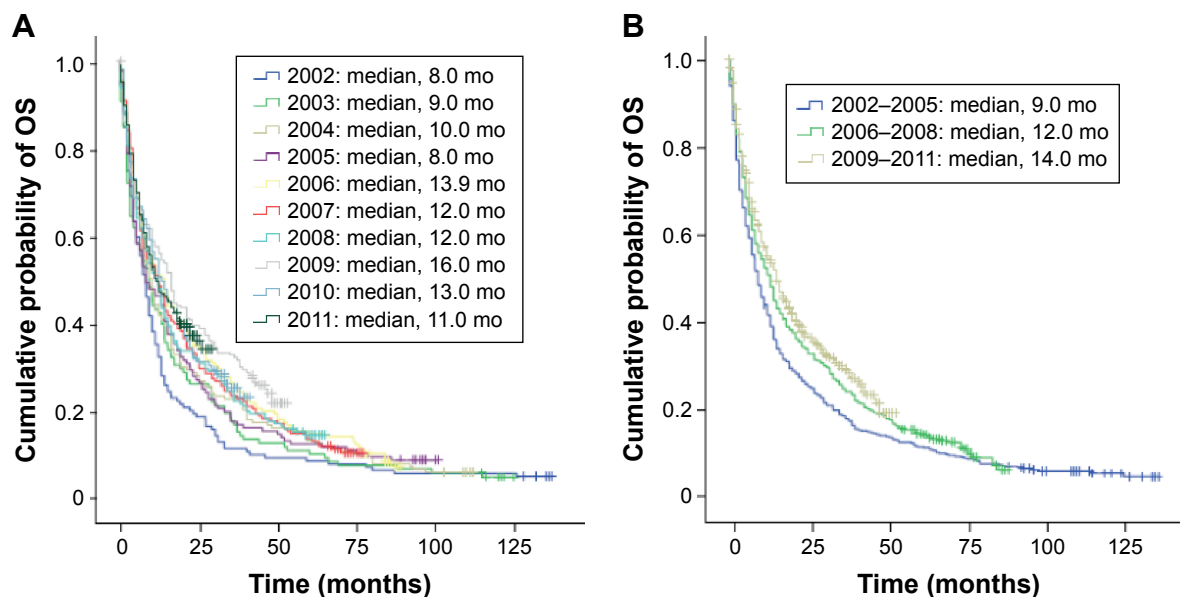 A
Cumulative probability of OS
1.0
0.8
0.6
0.4
0.2
0
2002: median, 8.0 mo
2003: median, 9.0 mo
2004: median, 10.0 mo
2005: median, 8.0 mo
2006: median, 13.9 mo
2007: median, 12.0 mo
2008: median, 12.0 mo
2009: median, 16.0 mo
2010: median, 13.0 mo
2011: median, 11.0 mo
0 25 50 75 100 125
Time (months)
B
Cumulative probability of OS
1.0
0.8
0.6
0.4
0.2
0
2002–2005: median, 9.0 mo
2006–2008: median, 12.0 mo
2009–2011: median, 14.0 mo
0 25 50 75 100 125
Time (months)